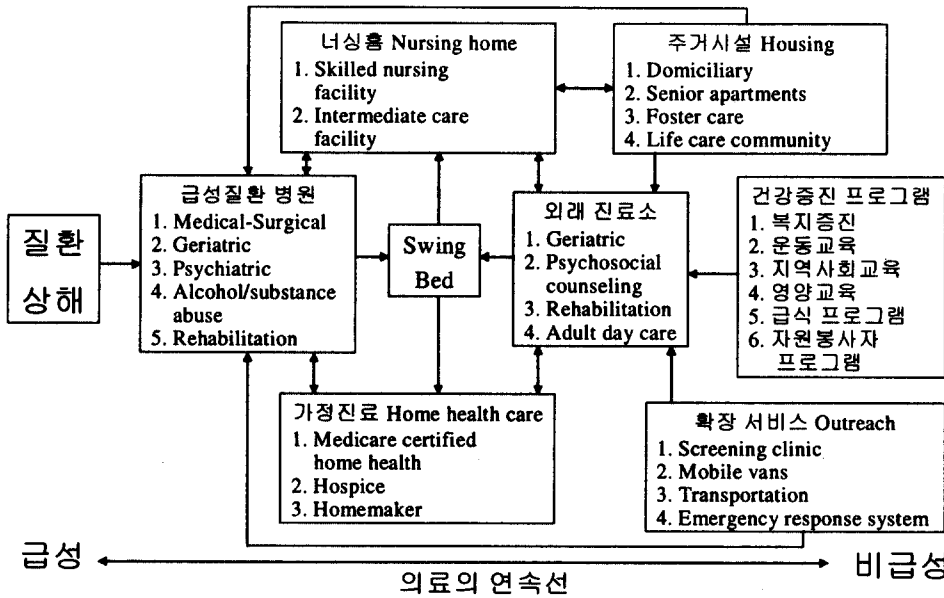 너싱홈 Nursing home
1. Skilled nursing
facility
2. Intermediate care
facility
주거시설 Housing
1. Domiciliary
2. Senior apartments
3. Foster care
4. Life care community
질환
상해
급성질환 병원
1. Medical-Surgical
2. Geriatric
3. Psychiatric
4. Alcohol/substance
abuse
5. Rehabilitation
Swing
Bed
외래 진료소
1. Geriatric
2. Psychosocial
counseling
3. Rehabilitation
4. Adult day care
건강증진 프로그램
1. 복지증진
2. 운동교육
3. 지역사회교육
4. 영양교육
5. 급식 프로그램
6. 자원봉사자
프로그램
가정진료 Home health care
1. Medicare certified
home health
2. Hospice
3. Homemaker
확장 서비스 Outreach
1. Screening clinic
2. Mobile vans
3. Transportation
4. Emergency response system
급성
비급성
의료의 연속선